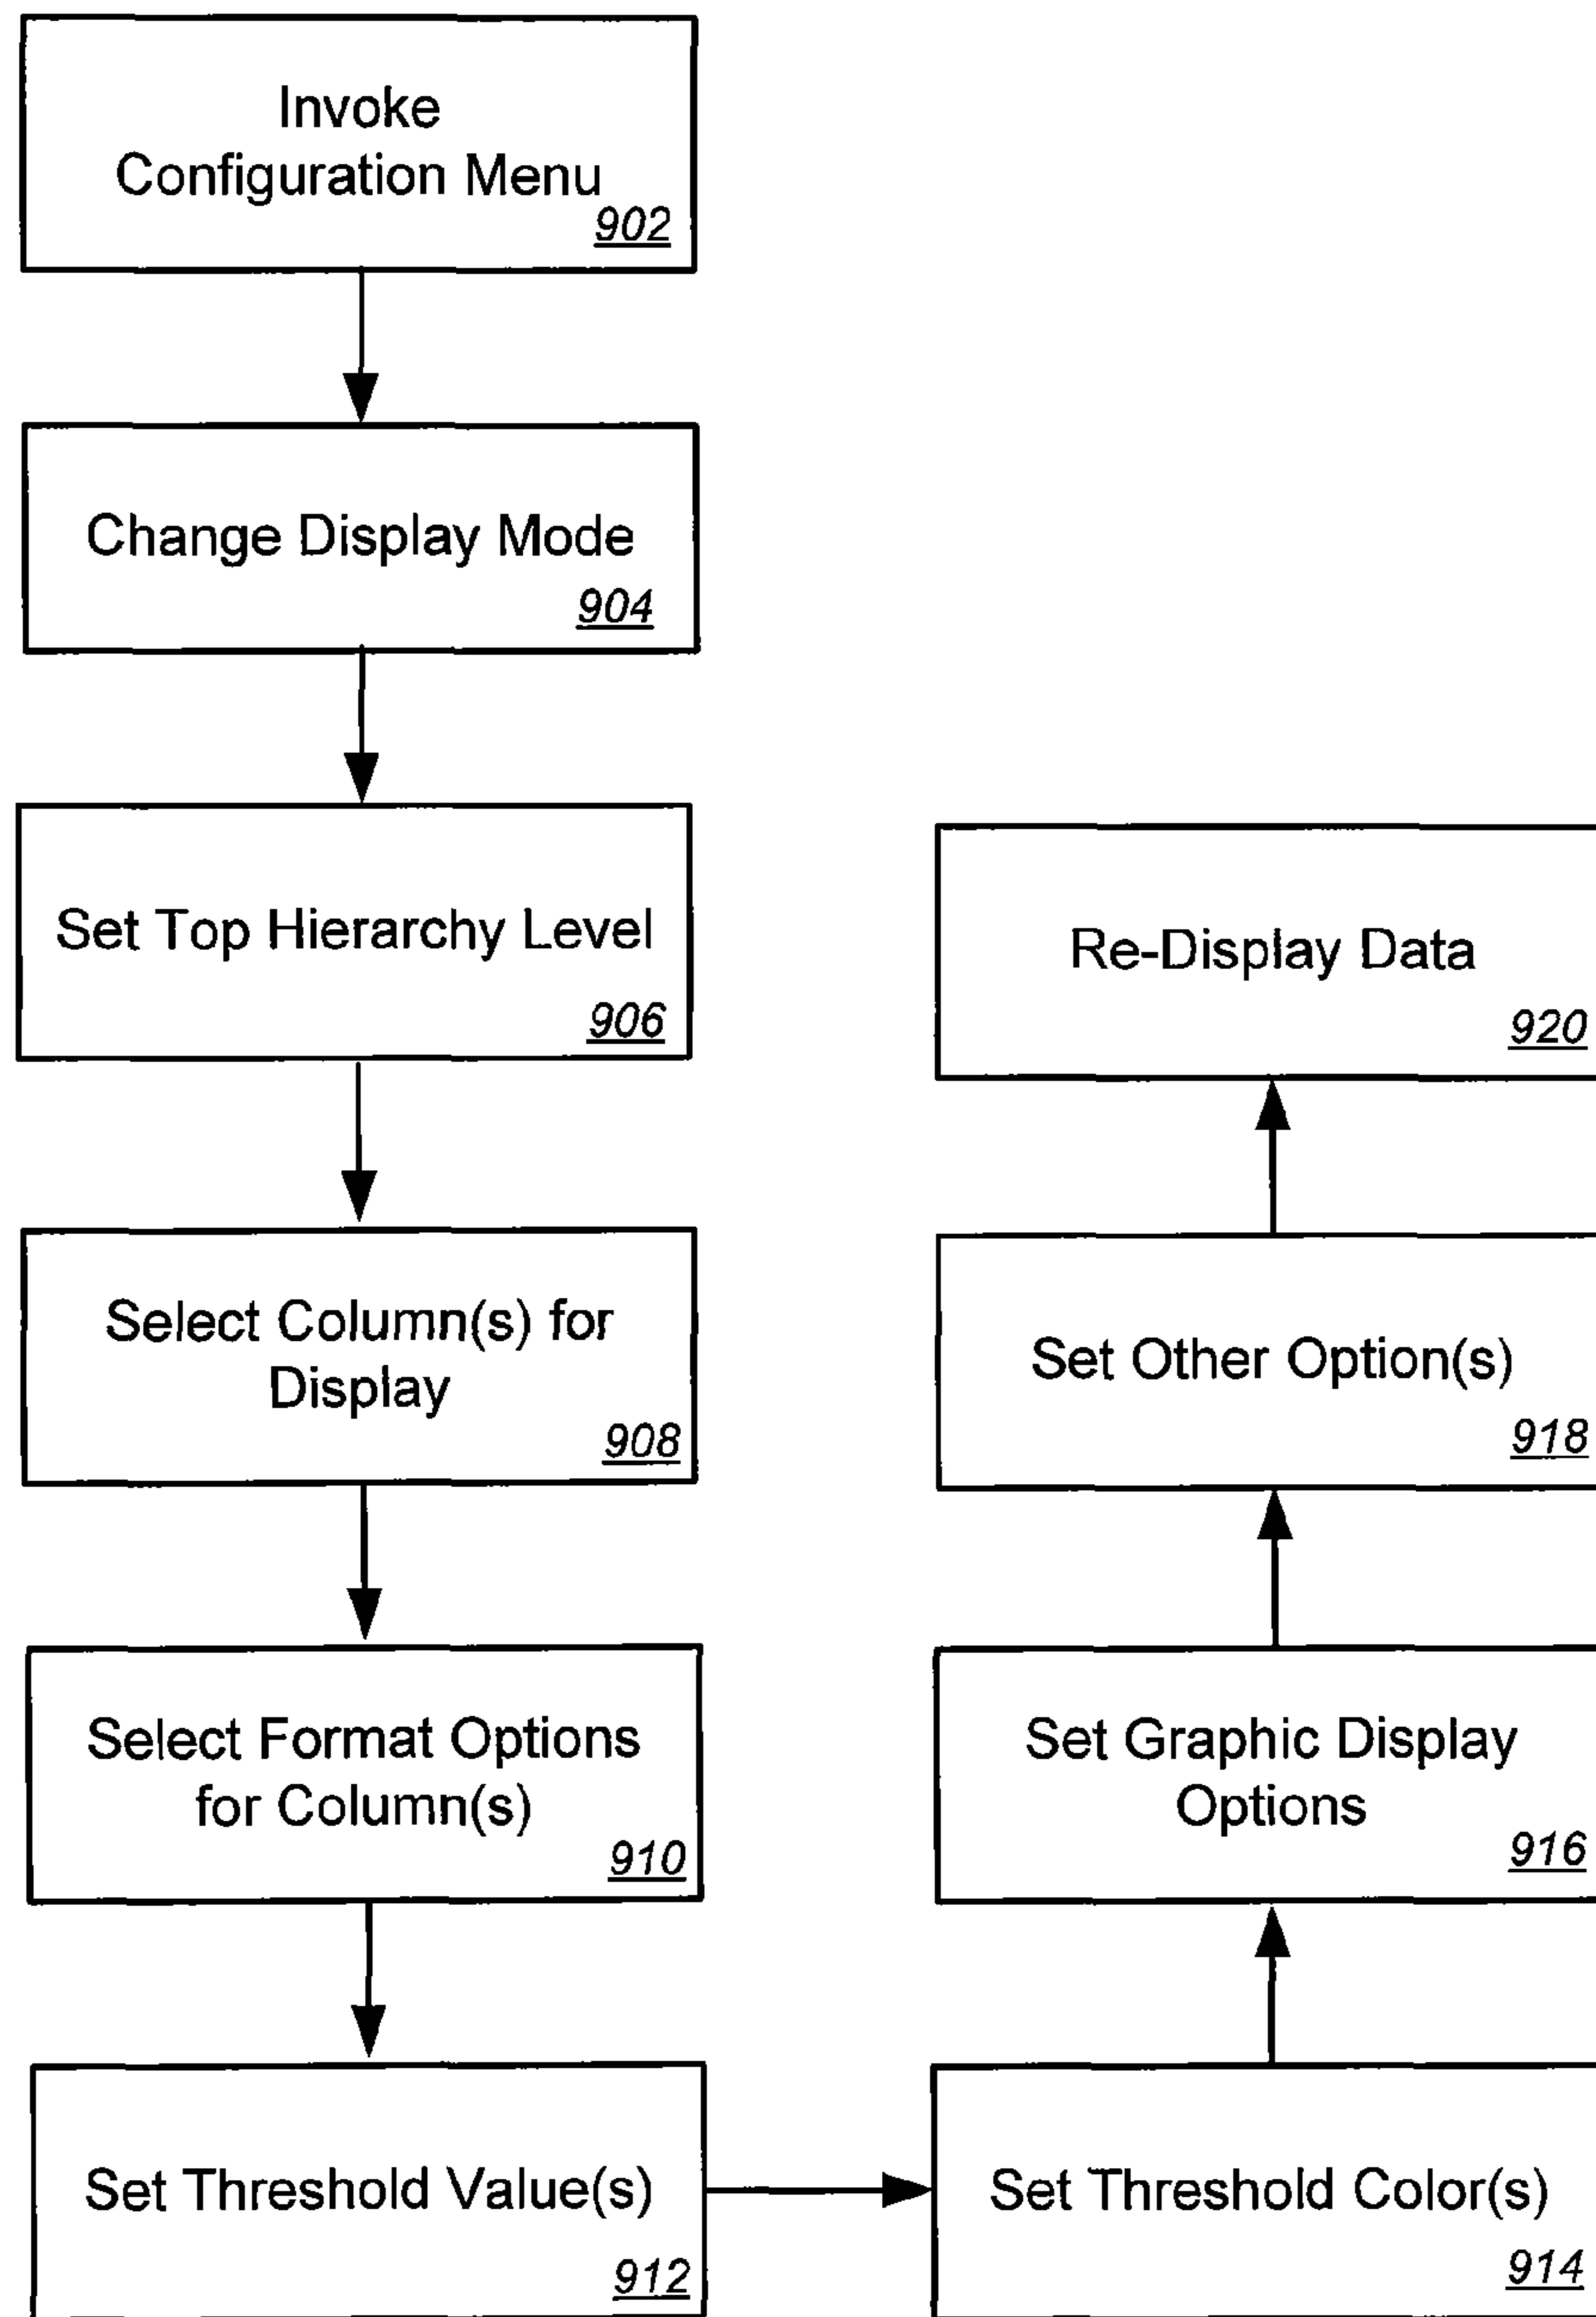 Invoke
Configuration Menu
902
Change Display Mode
904
Set Top Hierarchy Level
906
Select Column(s) for
Display
908
Select Format Options
for Column(s)
910
Set Threshold Value(s)
912
Set Threshold Color(s)
914
Set Graphic Display
Options
916
Set Other Option(s)
918
Re-Display Data
920